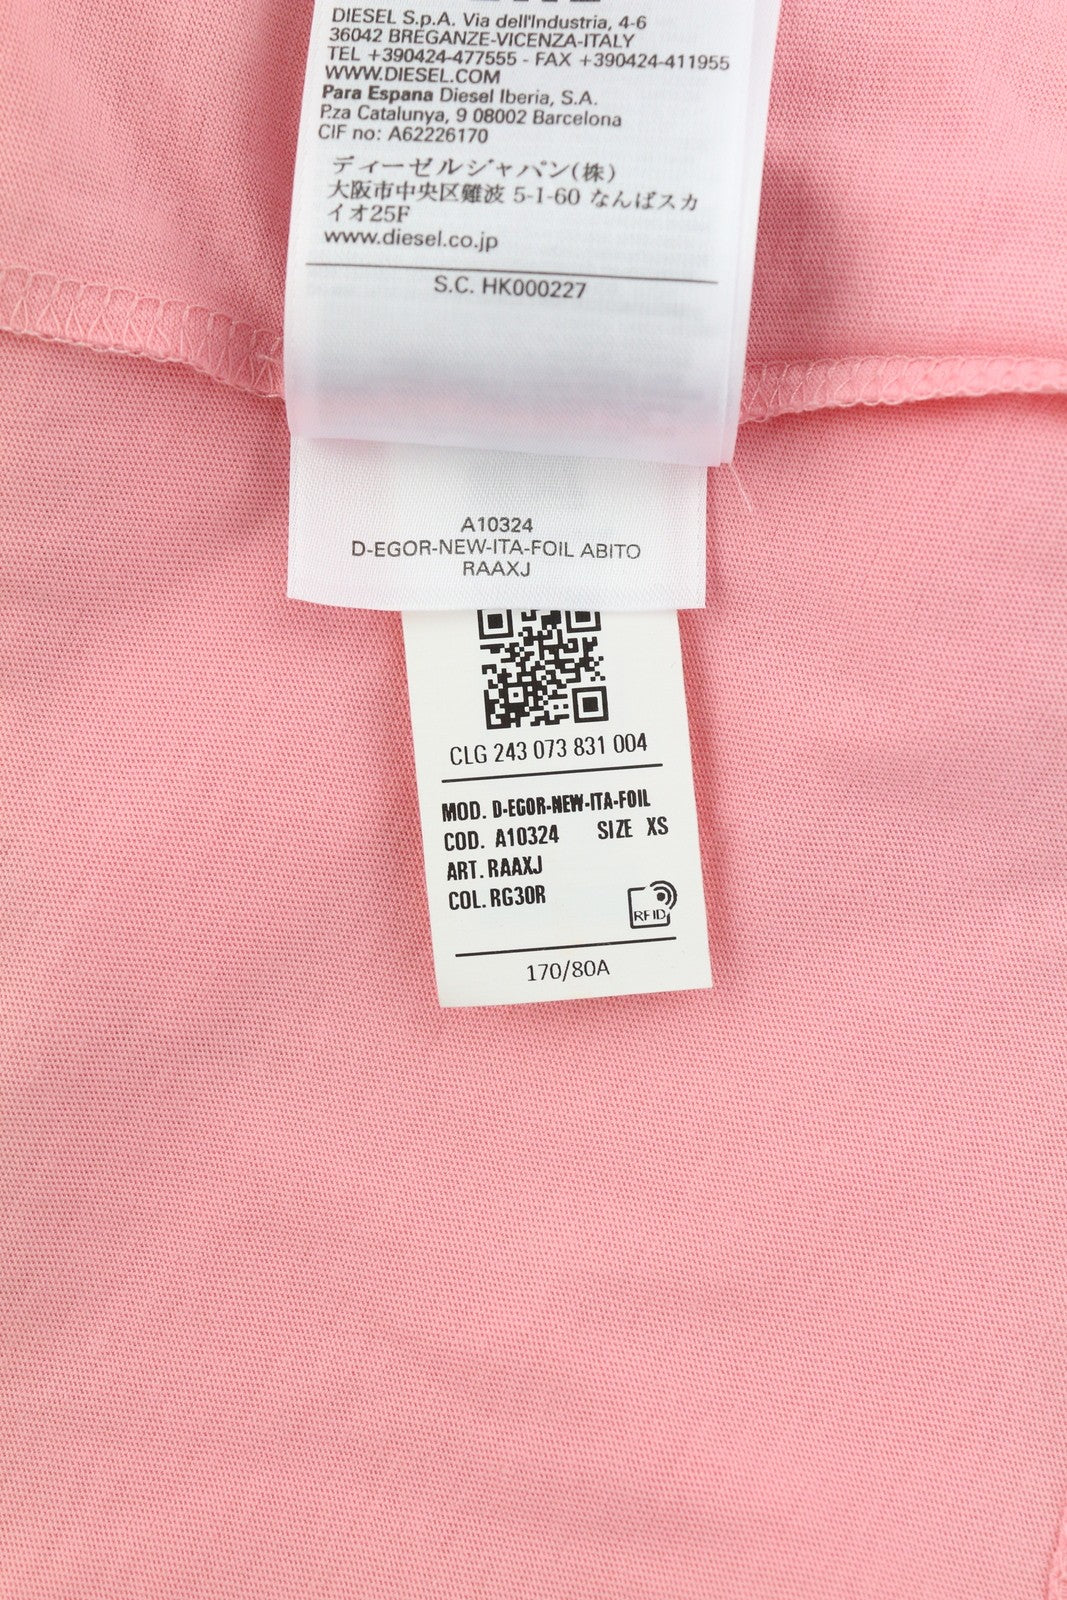 DIESEL S.p.A. Via dell'Industria, 4-6
36042 BREGANZE-VICENZA-ITALY
TEL +390424-477555 - FAX +390424-411955
WWW.DIESEL.COM
Para Espana Diesel Iberia, S.A.
P.za Catalunya, 9 08002 Barcelona
CIF no: A62226170
ディーゼルジャパン(株)
大阪市中央区難波 5-1-60 なんばスカ
イオ25F
www.diesel.co.jp
S.C. HK000227
A10324
D-EGOR-NEW-ITA-FOIL ABITO
RAAXJ
CLG 243 073 831 004
MOD. D-EGOR-NEW-ITA-FOIL
COD. A10324 SIZE XS
ART. RAAXJ
COL. RG30R
RFID
170/80A